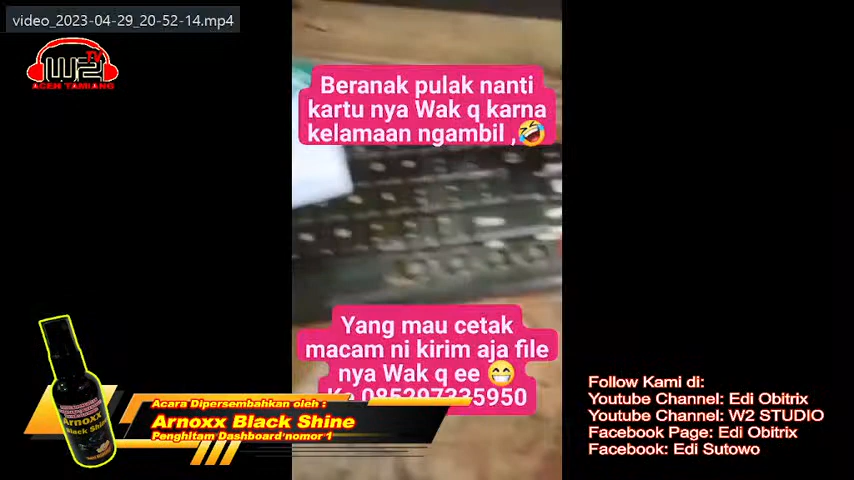 video_2023-04-29_20-52-14.mp4
W2 TV
ACEH TAMIANG
Beranak pulak nanti
kartu nya Wak q karna
kelamaan ngambil ,🤣
Yang mau cetak
macam ni kirim aja file
nya Wak q ee 😁
Ke 085297335950
Arnoxx
Black Shine
Acara Dipersembahkan oleh :
Arnoxx Black Shine
Penghitam Dashboard nomor 1
Follow Kami di:
Youtube Channel: Edi Obitrix
Youtube Channel: W2 STUDIO
Facebook Page: Edi Obitrix
Facebook: Edi Sutowo